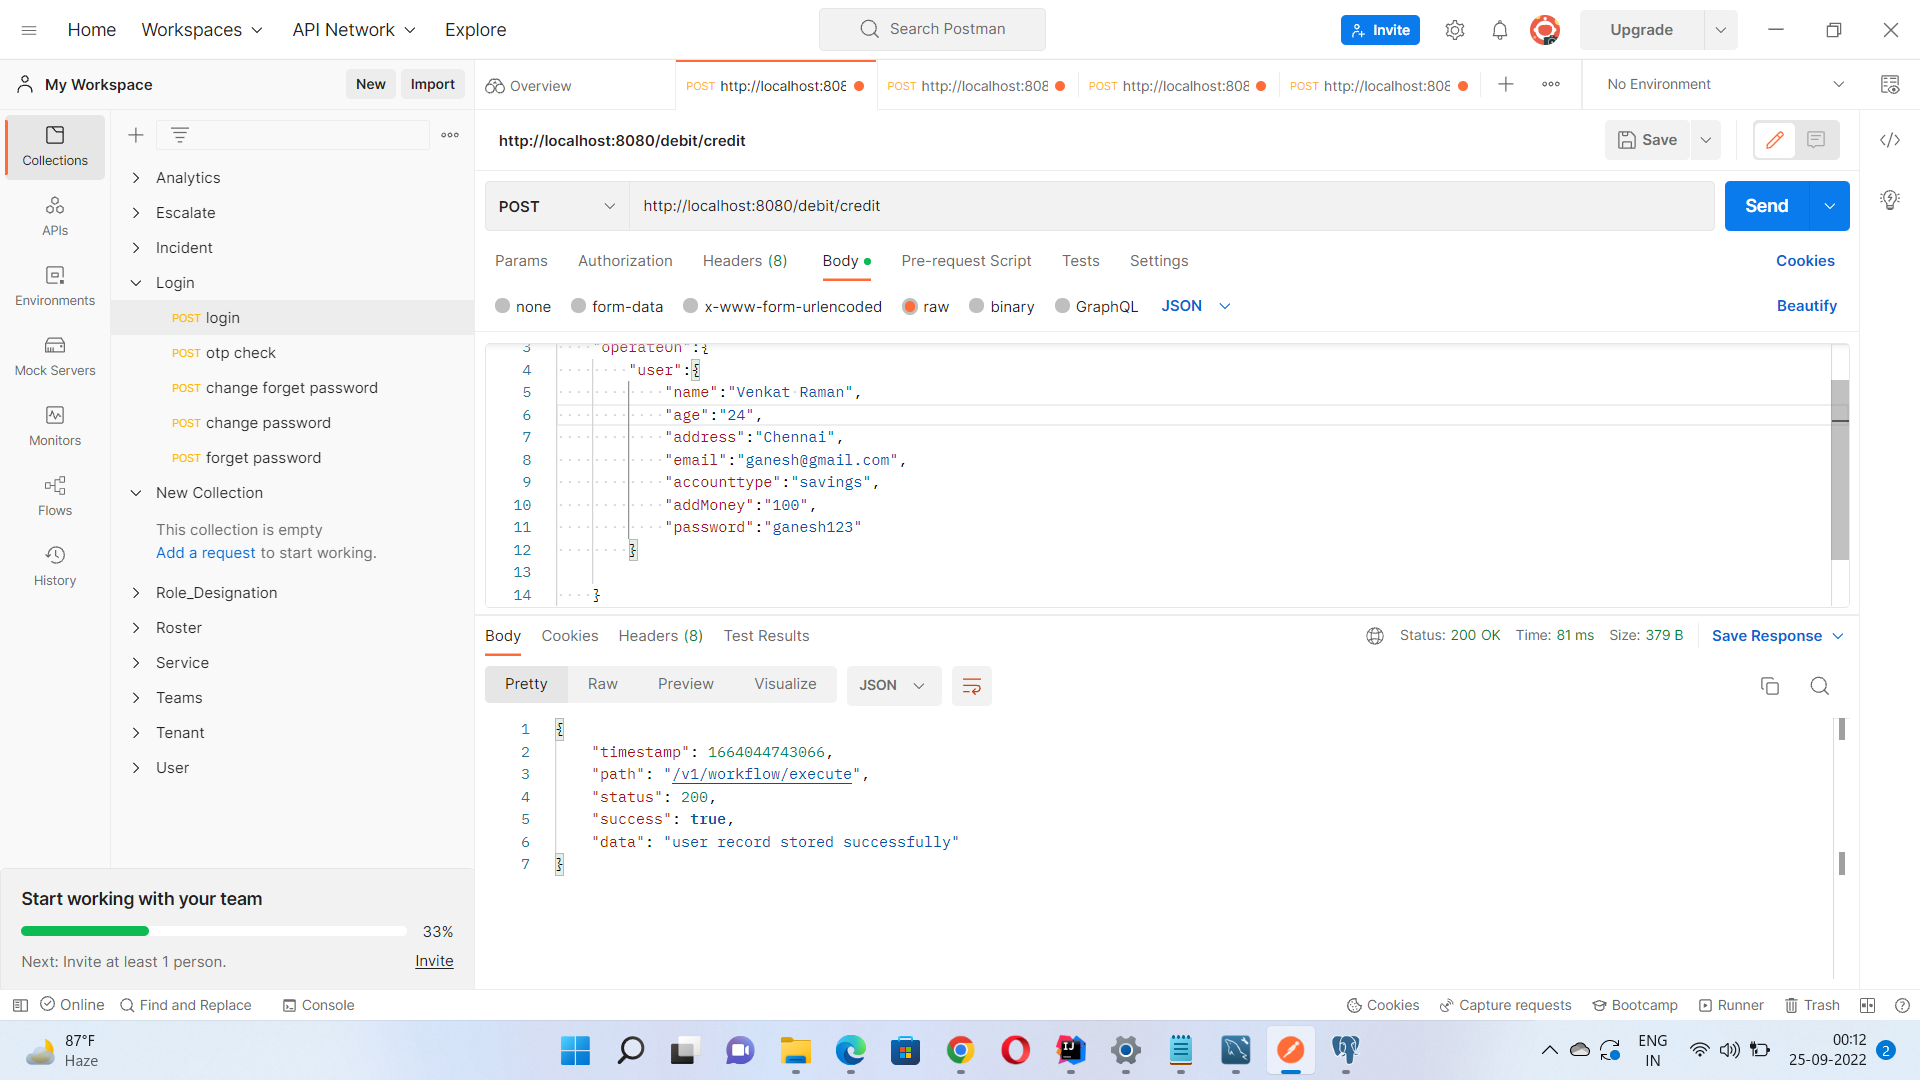 Home
Workspaces
API Network
Explore
Search Postman
Invite
Upgrade
My Workspace
New
Import
Overview
POST http://localhost:808
POST http://localhost:808
POST http://localhost:808
POST http://localhost:808
No Environment
Collections
APIs
Environments
Mock Servers
Monitors
Flows
History
Analytics
Escalate
Incident
Login
POST login
POST otp check
POST change forget password
POST change password
POST forget password
New Collection
This collection is empty
Add a request to start working.
Role_Designation
Roster
Service
Teams
Tenant
User
Start working with your team
33%
Next: Invite at least 1 person.
Invite
http://localhost:8080/debit/credit
Save
POST
http://localhost:8080/debit/credit
Send
Params
Authorization
Headers (8)
Body
Pre-request Script
Tests
Settings
Cookies
none
form-data
x-www-form-urlencoded
raw
binary
GraphQL
JSON
Beautify
3 "operateOn":{
4 "user":{
5 "name":"Venkat Raman",
6 "age":"24",
7 "address":"Chennai",
8 "email":"ganesh@gmail.com",
9 "accounttype":"savings",
10 "addMoney":"100",
11 "password":"ganesh123"
12 }
13
14 }
Body
Cookies
Headers (8)
Test Results
Status: 200 OK
Time: 81 ms
Size: 379 B
Save Response
Pretty
Raw
Preview
Visualize
JSON
1 {
2 "timestamp": 1664044743066,
3 "path": "/v1/workflow/execute",
4 "status": 200,
5 "success": true,
6 "data": "user record stored successfully"
7 }
Online
Find and Replace
Console
Cookies
Capture requests
Bootcamp
Runner
Trash
87°F
Haze
IJ
ENG
IN
00:12
25-09-2022
2